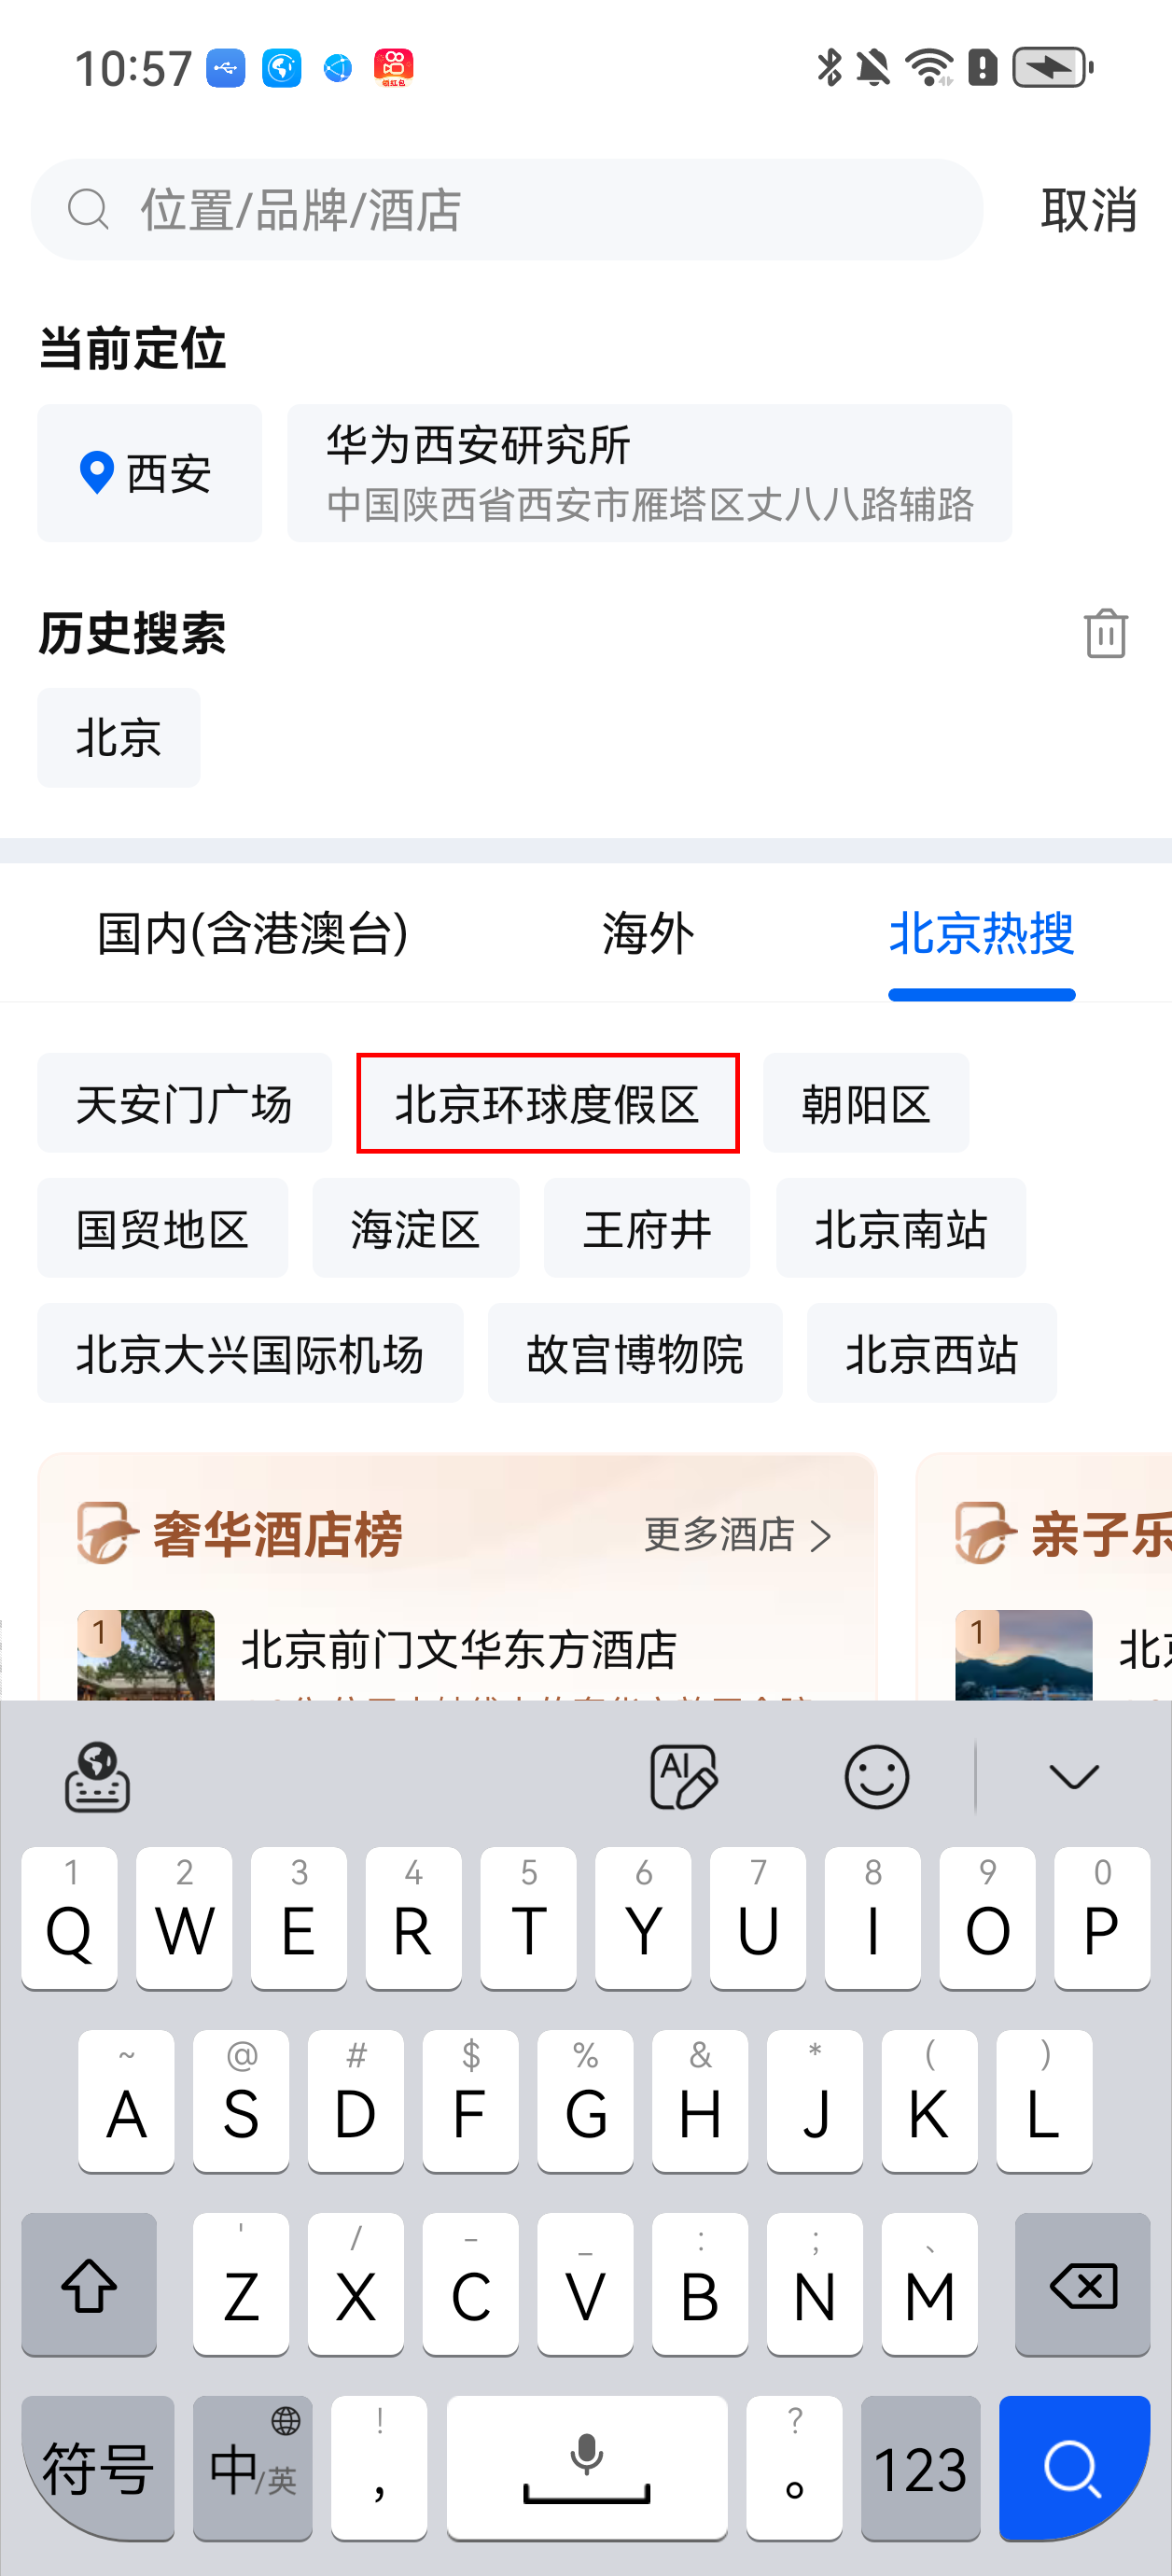 10:57
领红包
位置/品牌/酒店
取消
当前定位
西安
华为西安研究所
中国陕西省西安市雁塔区丈八八路辅路
历史搜索
北京
国内(含港澳台) 海外 北京热搜
天安门广场 北京环球度假区 朝阳区
国贸地区 海淀区 王府井 北京南站
北京大兴国际机场 故宫博物院 北京西站
奢华酒店榜 更多酒店 亲子乐
1 北京前门文华东方酒店 1 北京
AI
1 2 3 4 5 6 7 8 9 0
Q W E R T Y U I O P
~ @ # $ % & * ( )
A S D F G H J K L
' / - _ : ; 、
Z X C V B N M
符号 中/英 ! , ? 。 123